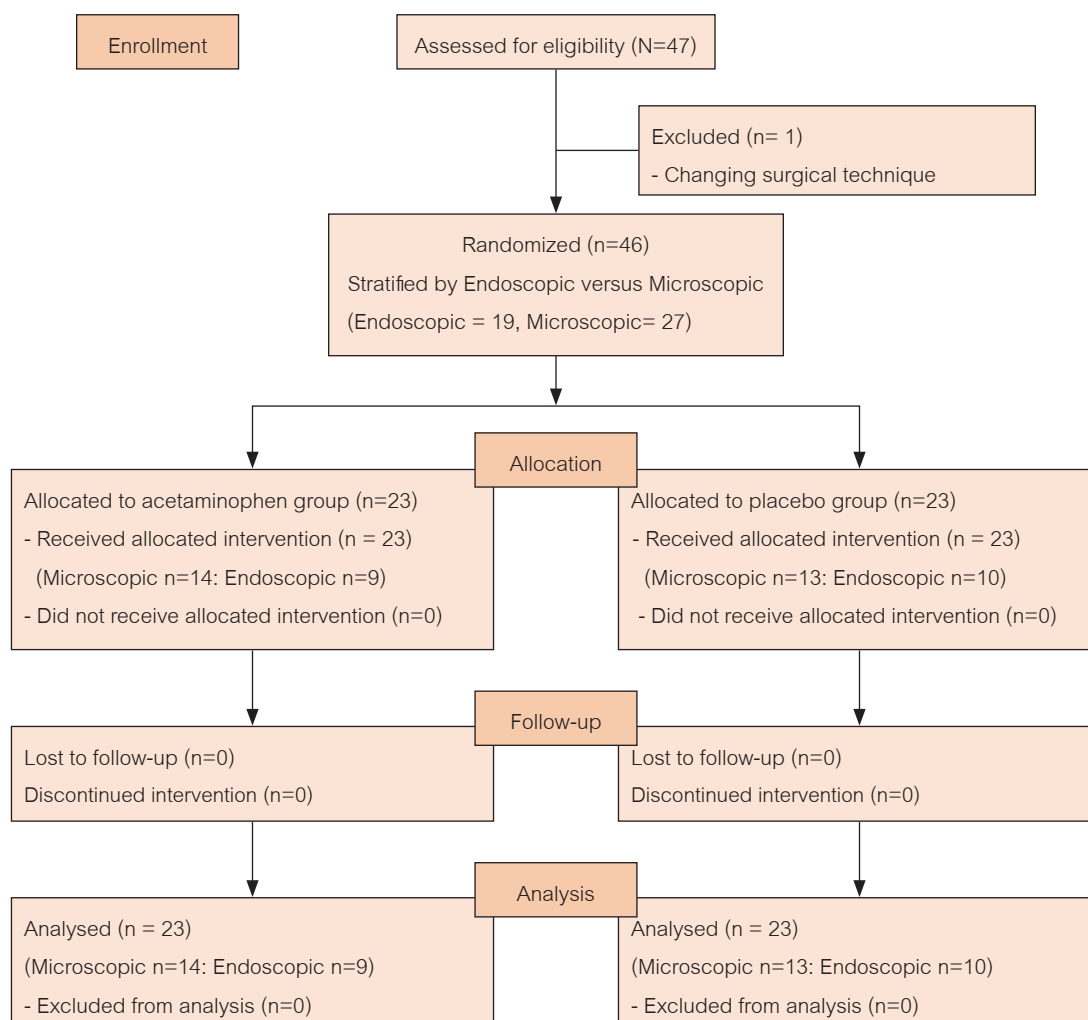 Enrollment
Assessed for eligibility (N=47)
Excluded (n= 1)
- Changing surgical technique
Randomized (n=46)
Stratified by Endoscopic versus Microscopic
(Endoscopic = 19, Microscopic= 27)
Allocation
Allocated to acetaminophen group (n=23)
- Received allocated intervention (n = 23)
(Microscopic n=14: Endoscopic n=9)
- Did not receive allocated intervention (n=0)
Allocated to placebo group (n=23)
- Received allocated intervention (n = 23)
(Microscopic n=13: Endoscopic n=10)
- Did not receive allocated intervention (n=0)
Follow-up
Lost to follow-up (n=0)
Discontinued intervention (n=0)
Lost to follow-up (n=0)
Discontinued intervention (n=0)
Analysis
Analysed (n = 23)
(Microscopic n=14: Endoscopic n=9)
- Excluded from analysis (n=0)
Analysed (n = 23)
(Microscopic n=13: Endoscopic n=10)
- Excluded from analysis (n=0)